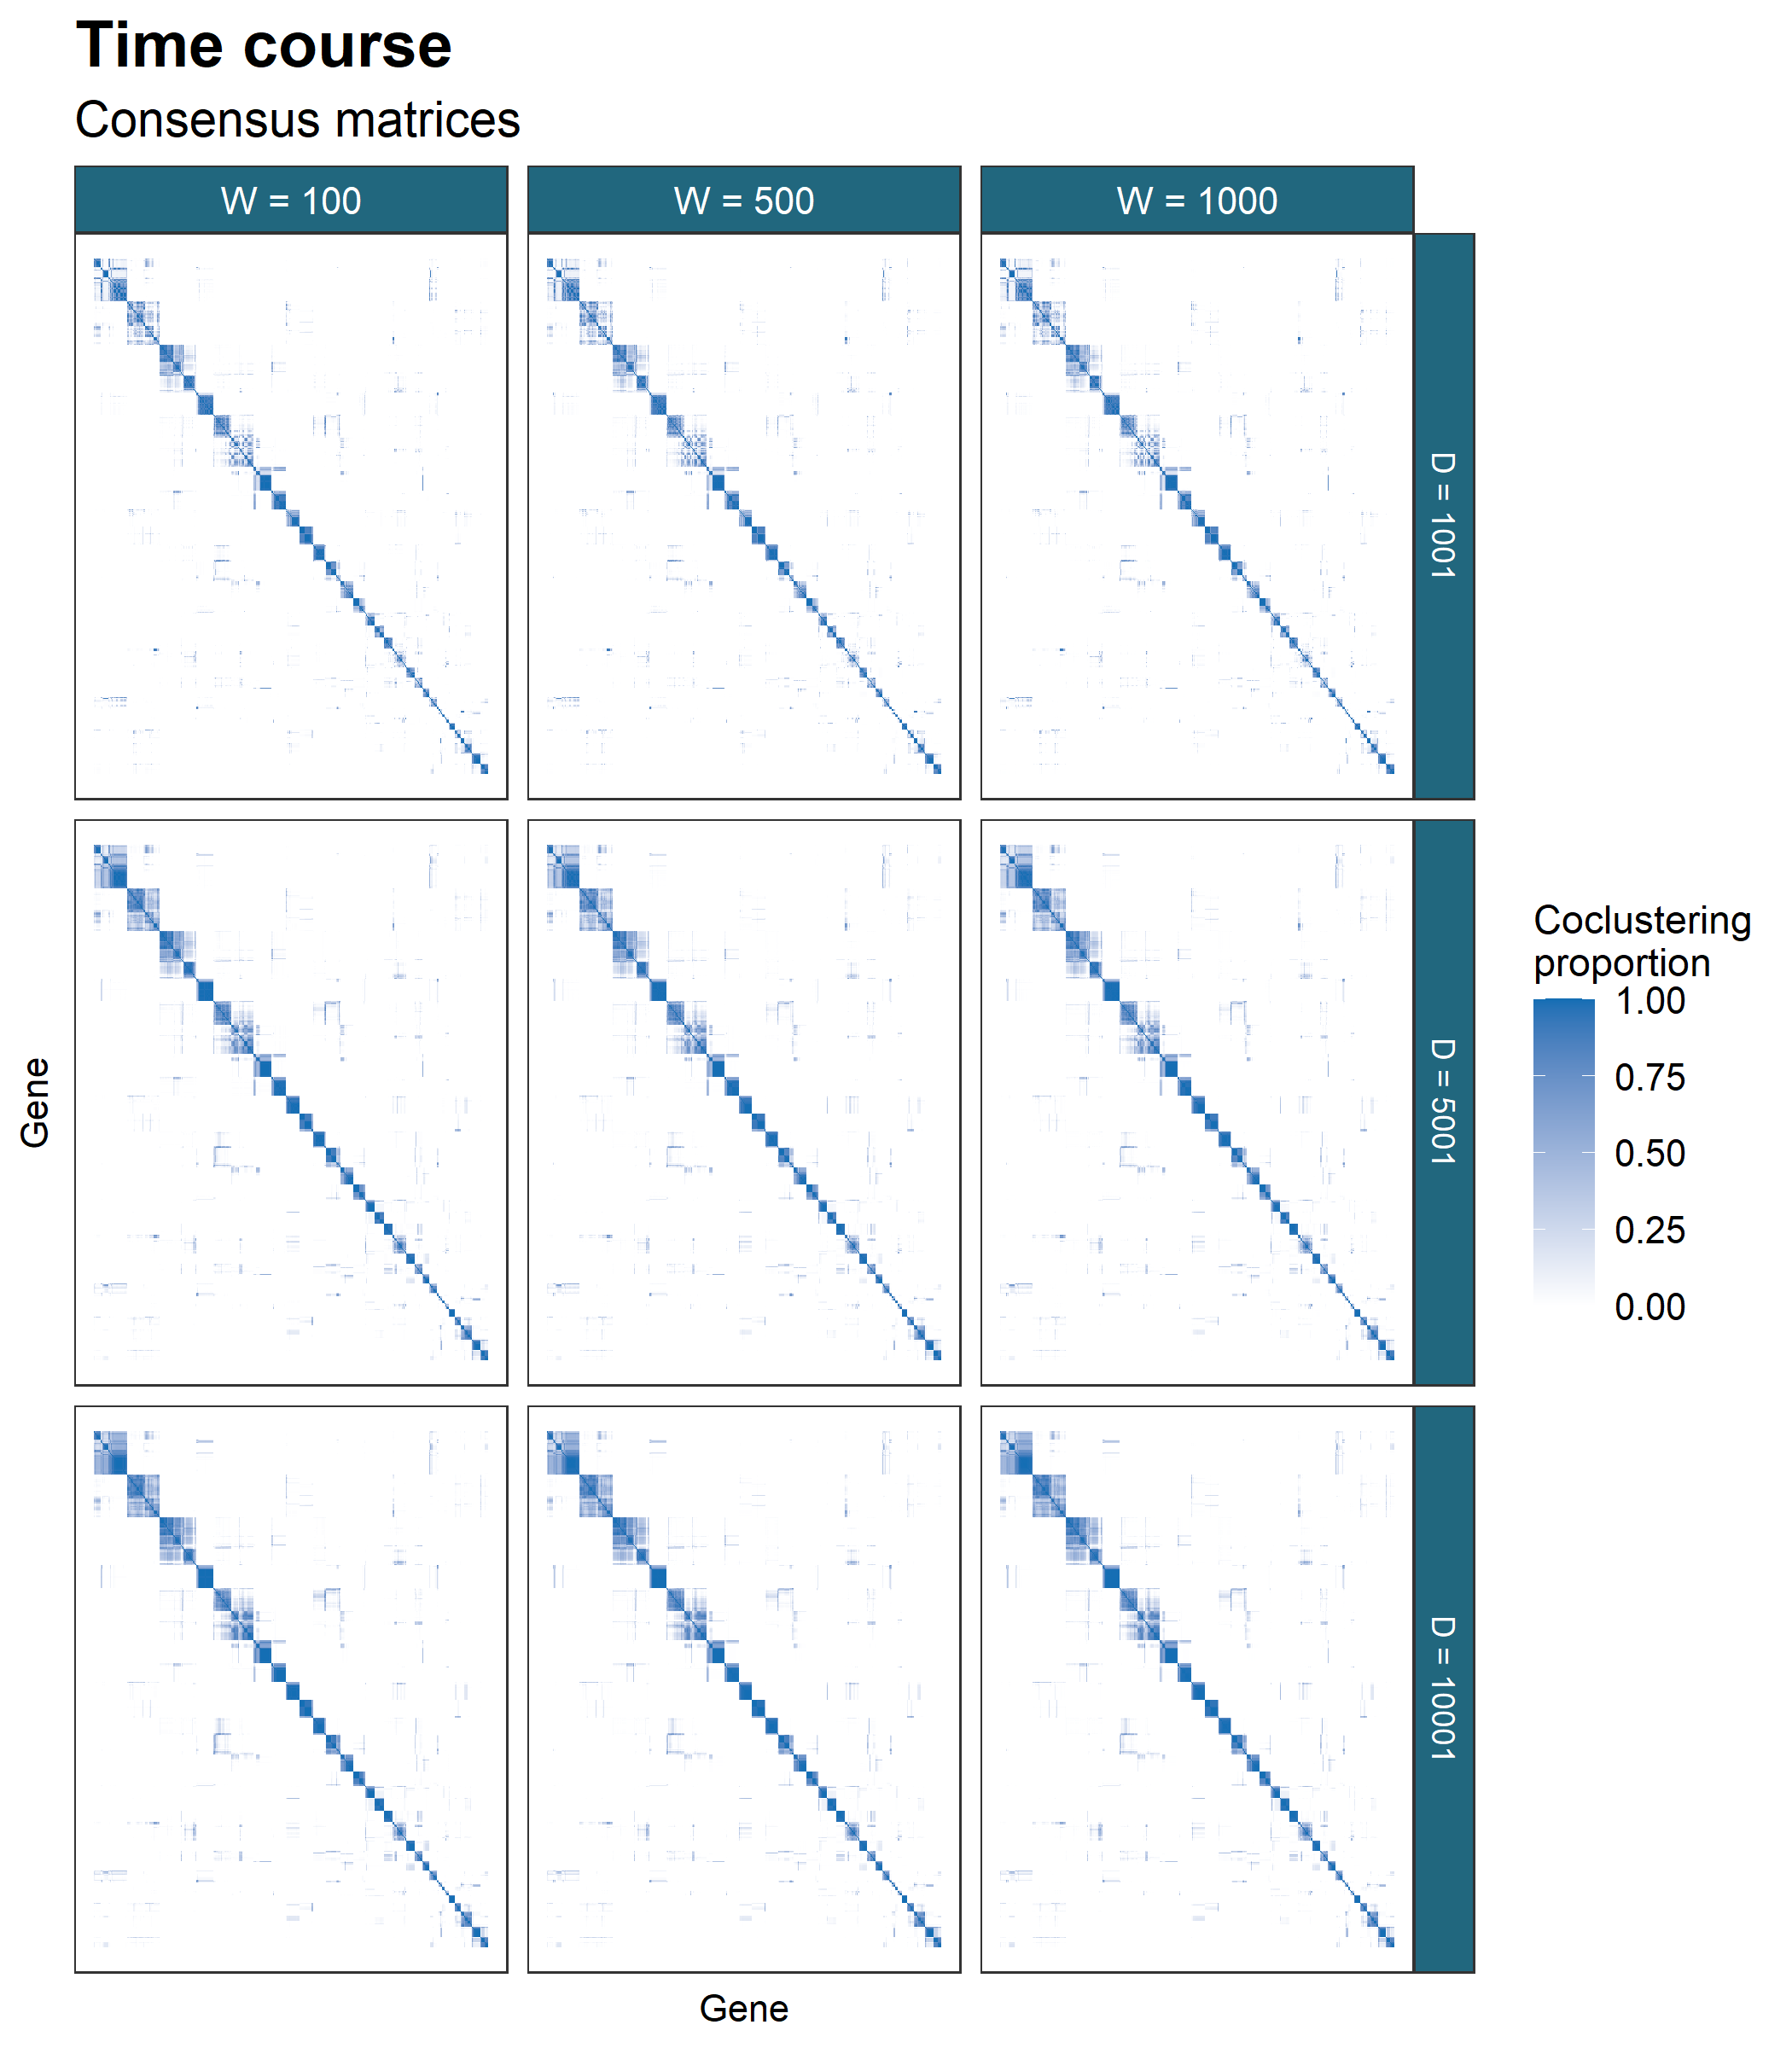 Time course
Consensus matrices
W = 100
W = 500
W = 1000
D = 1001
D = 5001
D = 10001
Gene
Gene
Coclustering
proportion
1.00
0.75
0.50
0.25
0.00